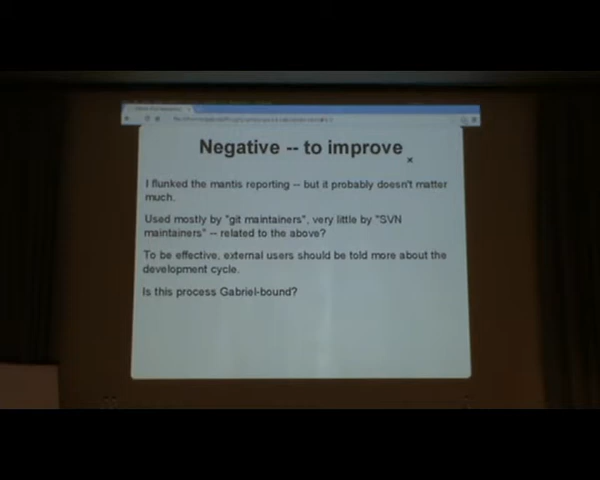 Negative -- to improve
I flunked the mantis reporting -- but it probably doesn't matter
much.
Used mostly by "git maintainers", very little by "SVN
maintainers" -- related to the above?
To be effective, external users should be told more about the
development cycle.
Is this process Gabriel-bound?